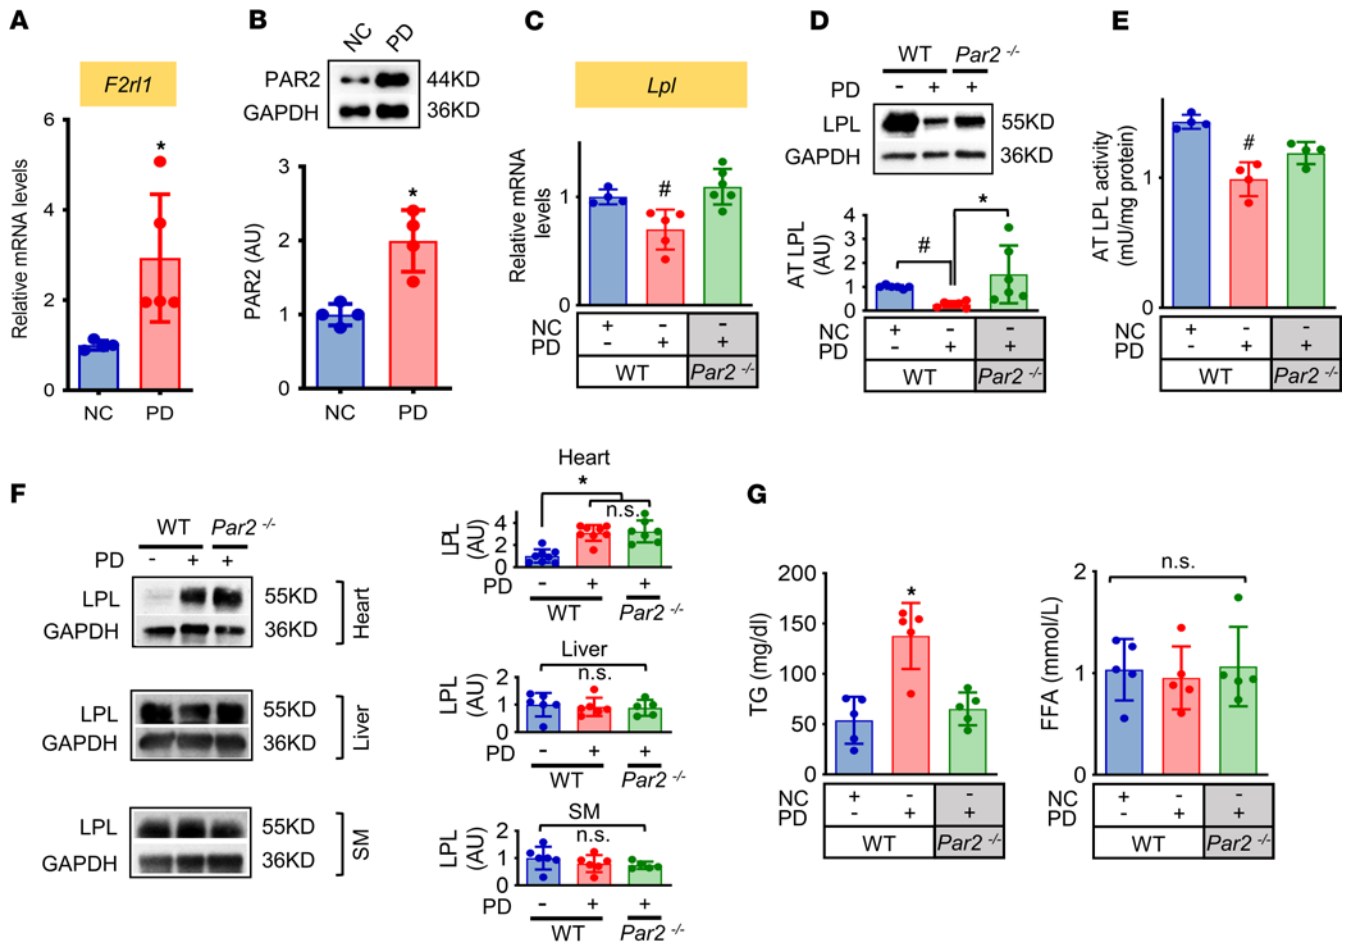 A
F2rl1
Relative mRNA levels
6
4
2
0
*
NC PD
B
NC PD
PAR2 44KD
GAPDH 36KD
PAR2 (AU)
3
2
1
0
*
NC PD
C
Lpl
Relative mRNA
levels
1
0
#
NC + - -
PD - + +
WT Par2 -/-
D
WT Par2 -/-
PD - + +
LPL 55KD
GAPDH 36KD
AT LPL
(AU)
4
3
2
1
0
# *
NC + - -
PD - + +
WT Par2 -/-
E
AT LPL activity
(mU/mg protein)
1
0
#
NC + - -
PD - + +
WT Par2 -/-
F
WT Par2 -/-
PD - + +
LPL 55KD
GAPDH 36KD
Heart
LPL 55KD
GAPDH 36KD
Liver
LPL 55KD
GAPDH 36KD
SM
Heart
*
n.s.
LPL
(AU)
4
2
0
PD - + +
WT Par2 -/-
Liver
n.s.
LPL
(AU)
2
1
0
PD - + +
WT Par2 -/-
SM
n.s.
LPL
(AU)
2
1
0
PD - + +
WT Par2 -/-
G
TG (mg/dl)
200
150
100
50
0
*
NC + - -
PD - + +
WT Par2 -/-
FFA (mmol/L)
2
1
0
n.s.
NC + - -
PD - + +
WT Par2 -/-